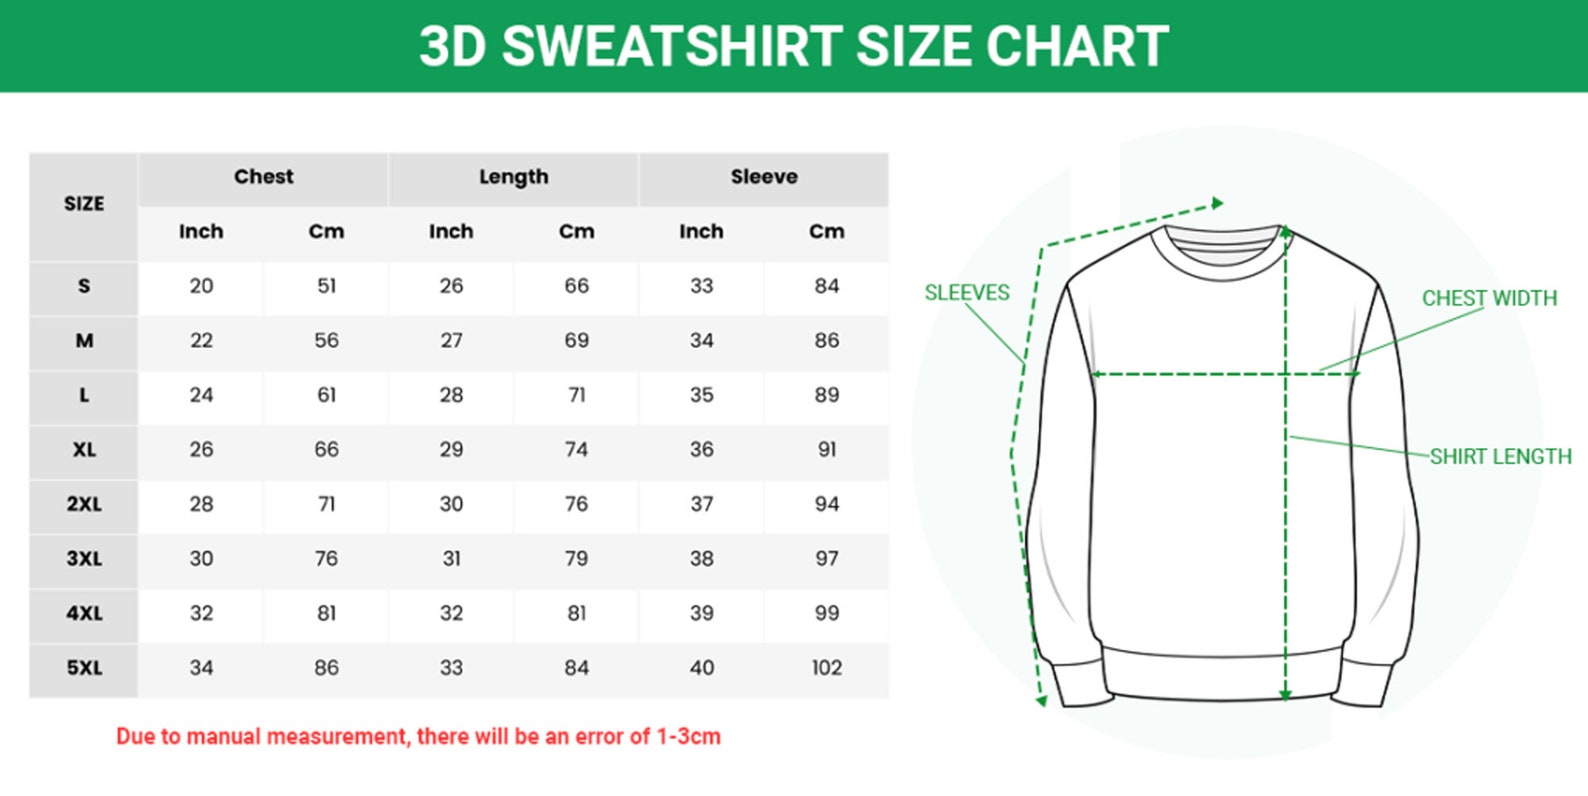 3D SWEATSHIRT SIZE CHART
SIZE Chest Length Sleeve
Inch Cm Inch Cm Inch Cm
S 20 51 26 66 33 84
M 22 56 27 69 34 86
L 24 61 28 71 35 89
XL 26 66 29 74 36 91
2XL 28 71 30 76 37 94
3XL 30 76 31 79 38 97
4XL 32 81 32 81 39 99
5XL 34 86 33 84 40 102
Due to manual measurement, there will be an error of 1-3cm
SLEEVES
CHEST WIDTH
SHIRT LENGTH